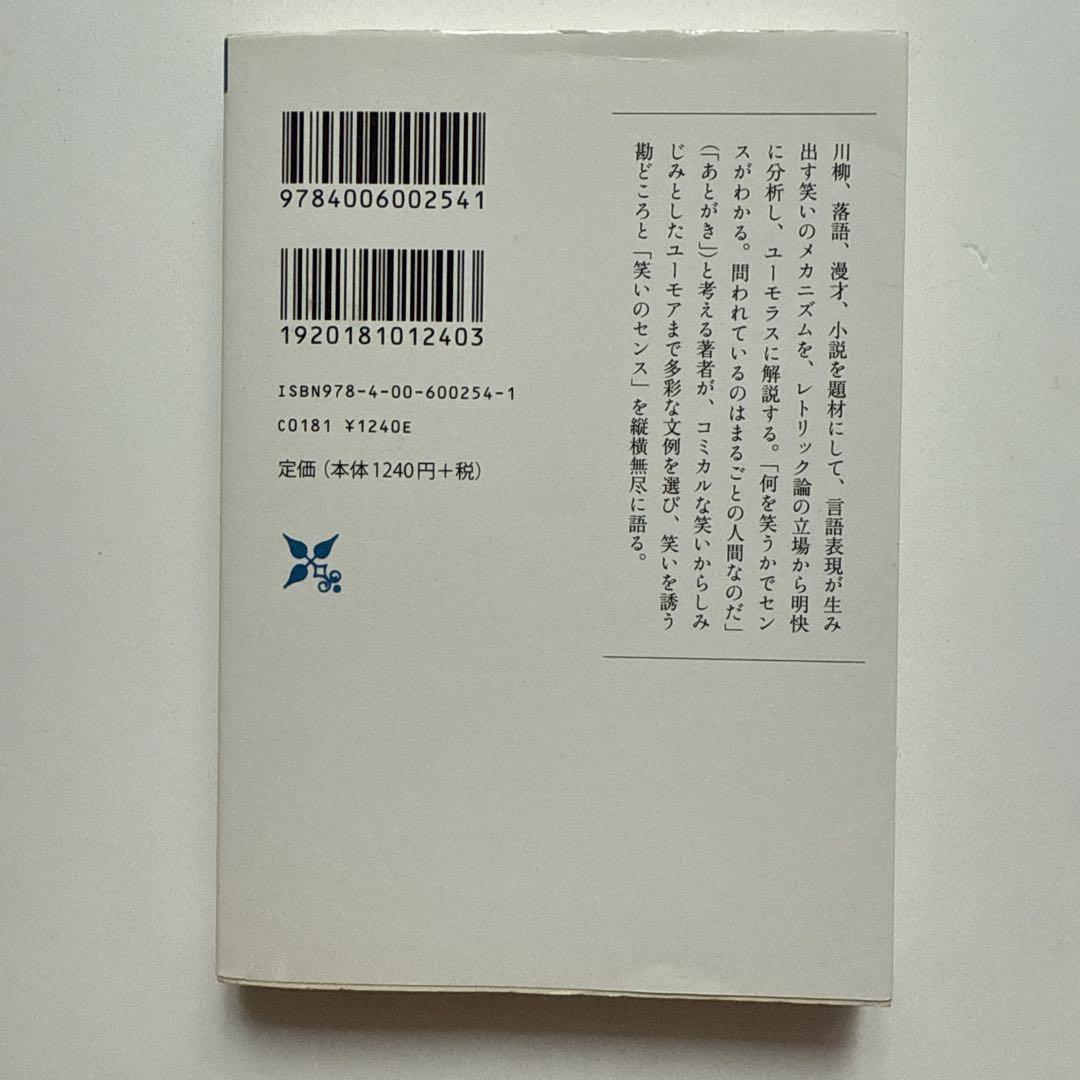 川柳、落語、漫才、小説を題材にして、言語表現が生み
出す笑いのメカニズムを、レトリック論の立場から明快
に分析し、ユーモラスに解説する。「何を笑うかでセン
スがわかる。問われているのはまるごとの人間なのだ」
(「あとがき」)と考える著者が、コミカルな笑いからしみ
じみとしたユーモアまで多彩な文例を選び、笑いを誘う
勘どころと「笑いのセンス」を縦横無尽に語る。
9784006002541
1920181012403
ISBN978-4-00-600254-1
C0181 ¥1240E
定価(本体1240円+税)